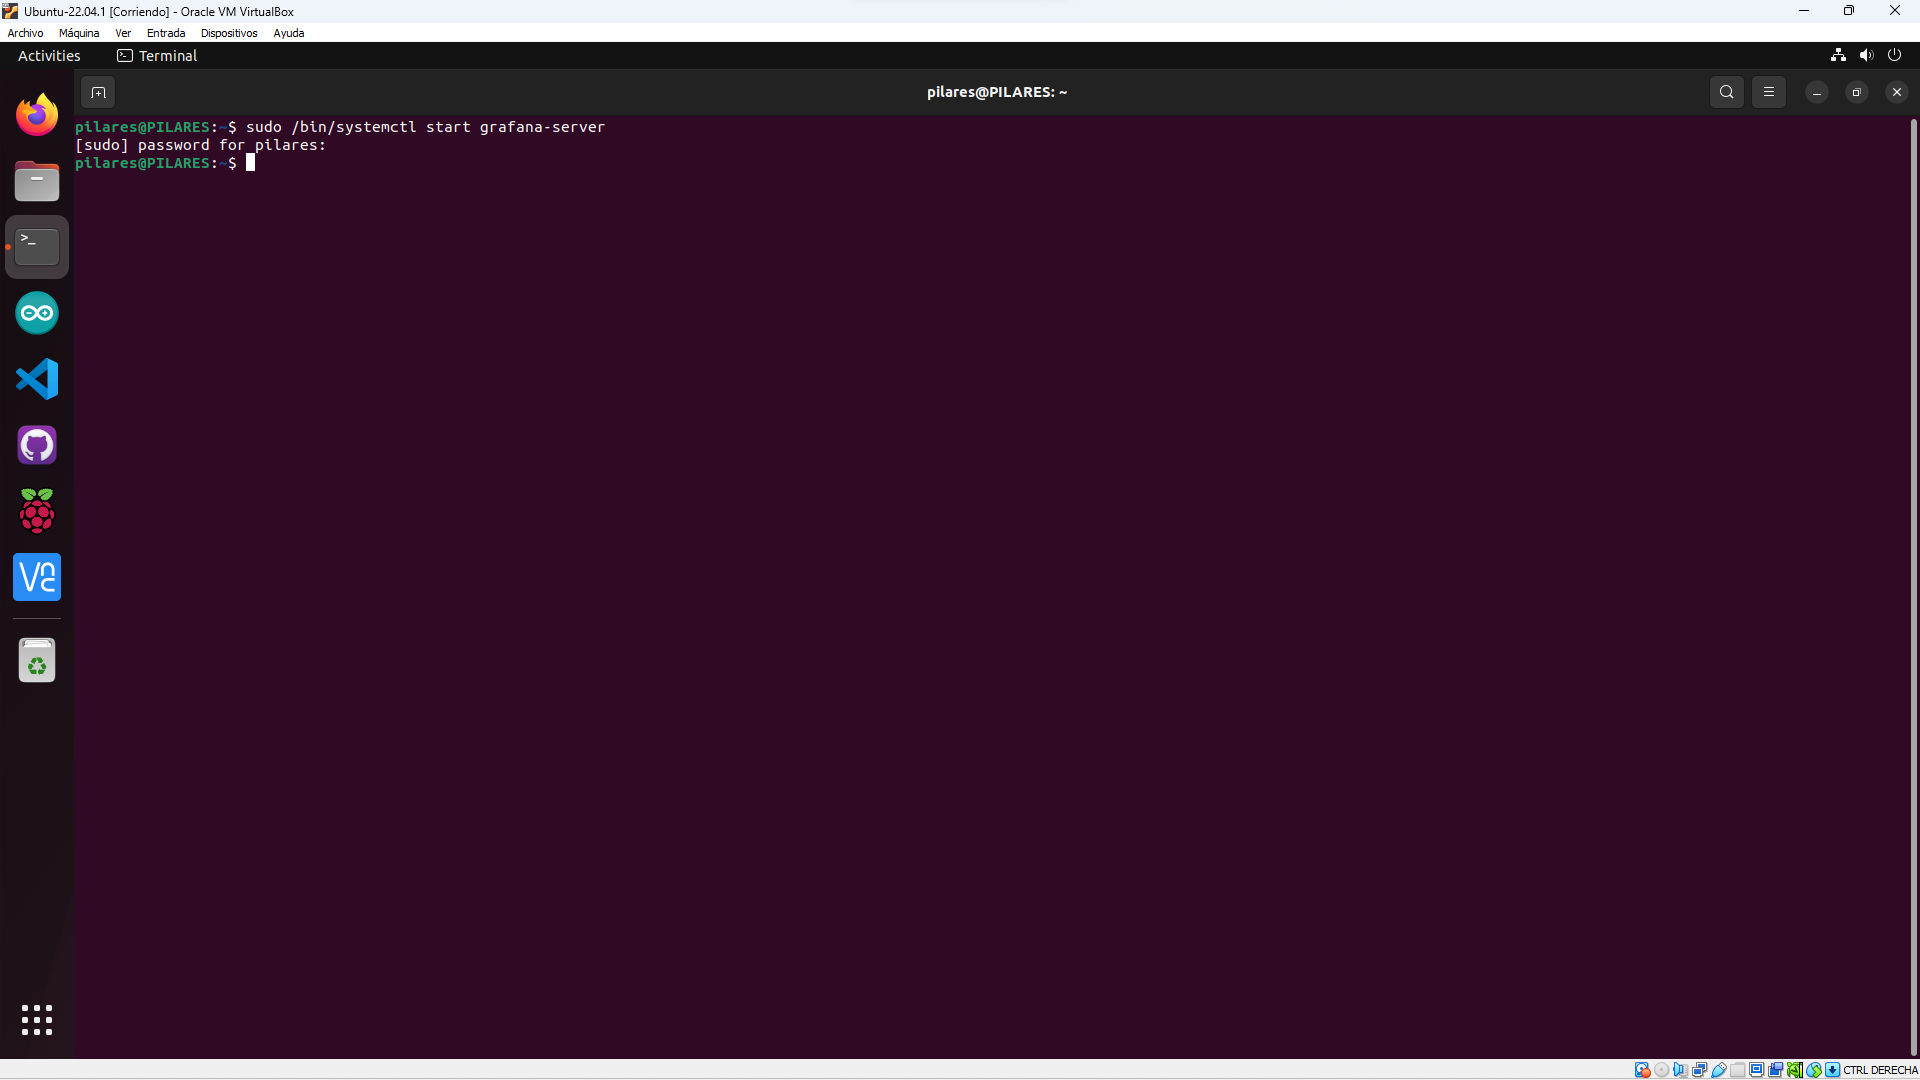 Ubuntu-22.04.1 [Corriendo] - Oracle VM VirtualBox
Archivo Máquina Ver Entrada Dispositivos Ayuda
Activities Terminal
pilares@PILARES: ~
pilares@PILARES:~$ sudo /bin/systemctl start grafana-server
[sudo] password for pilares:
pilares@PILARES:~$
>_
VNC
CTRL DERECHA